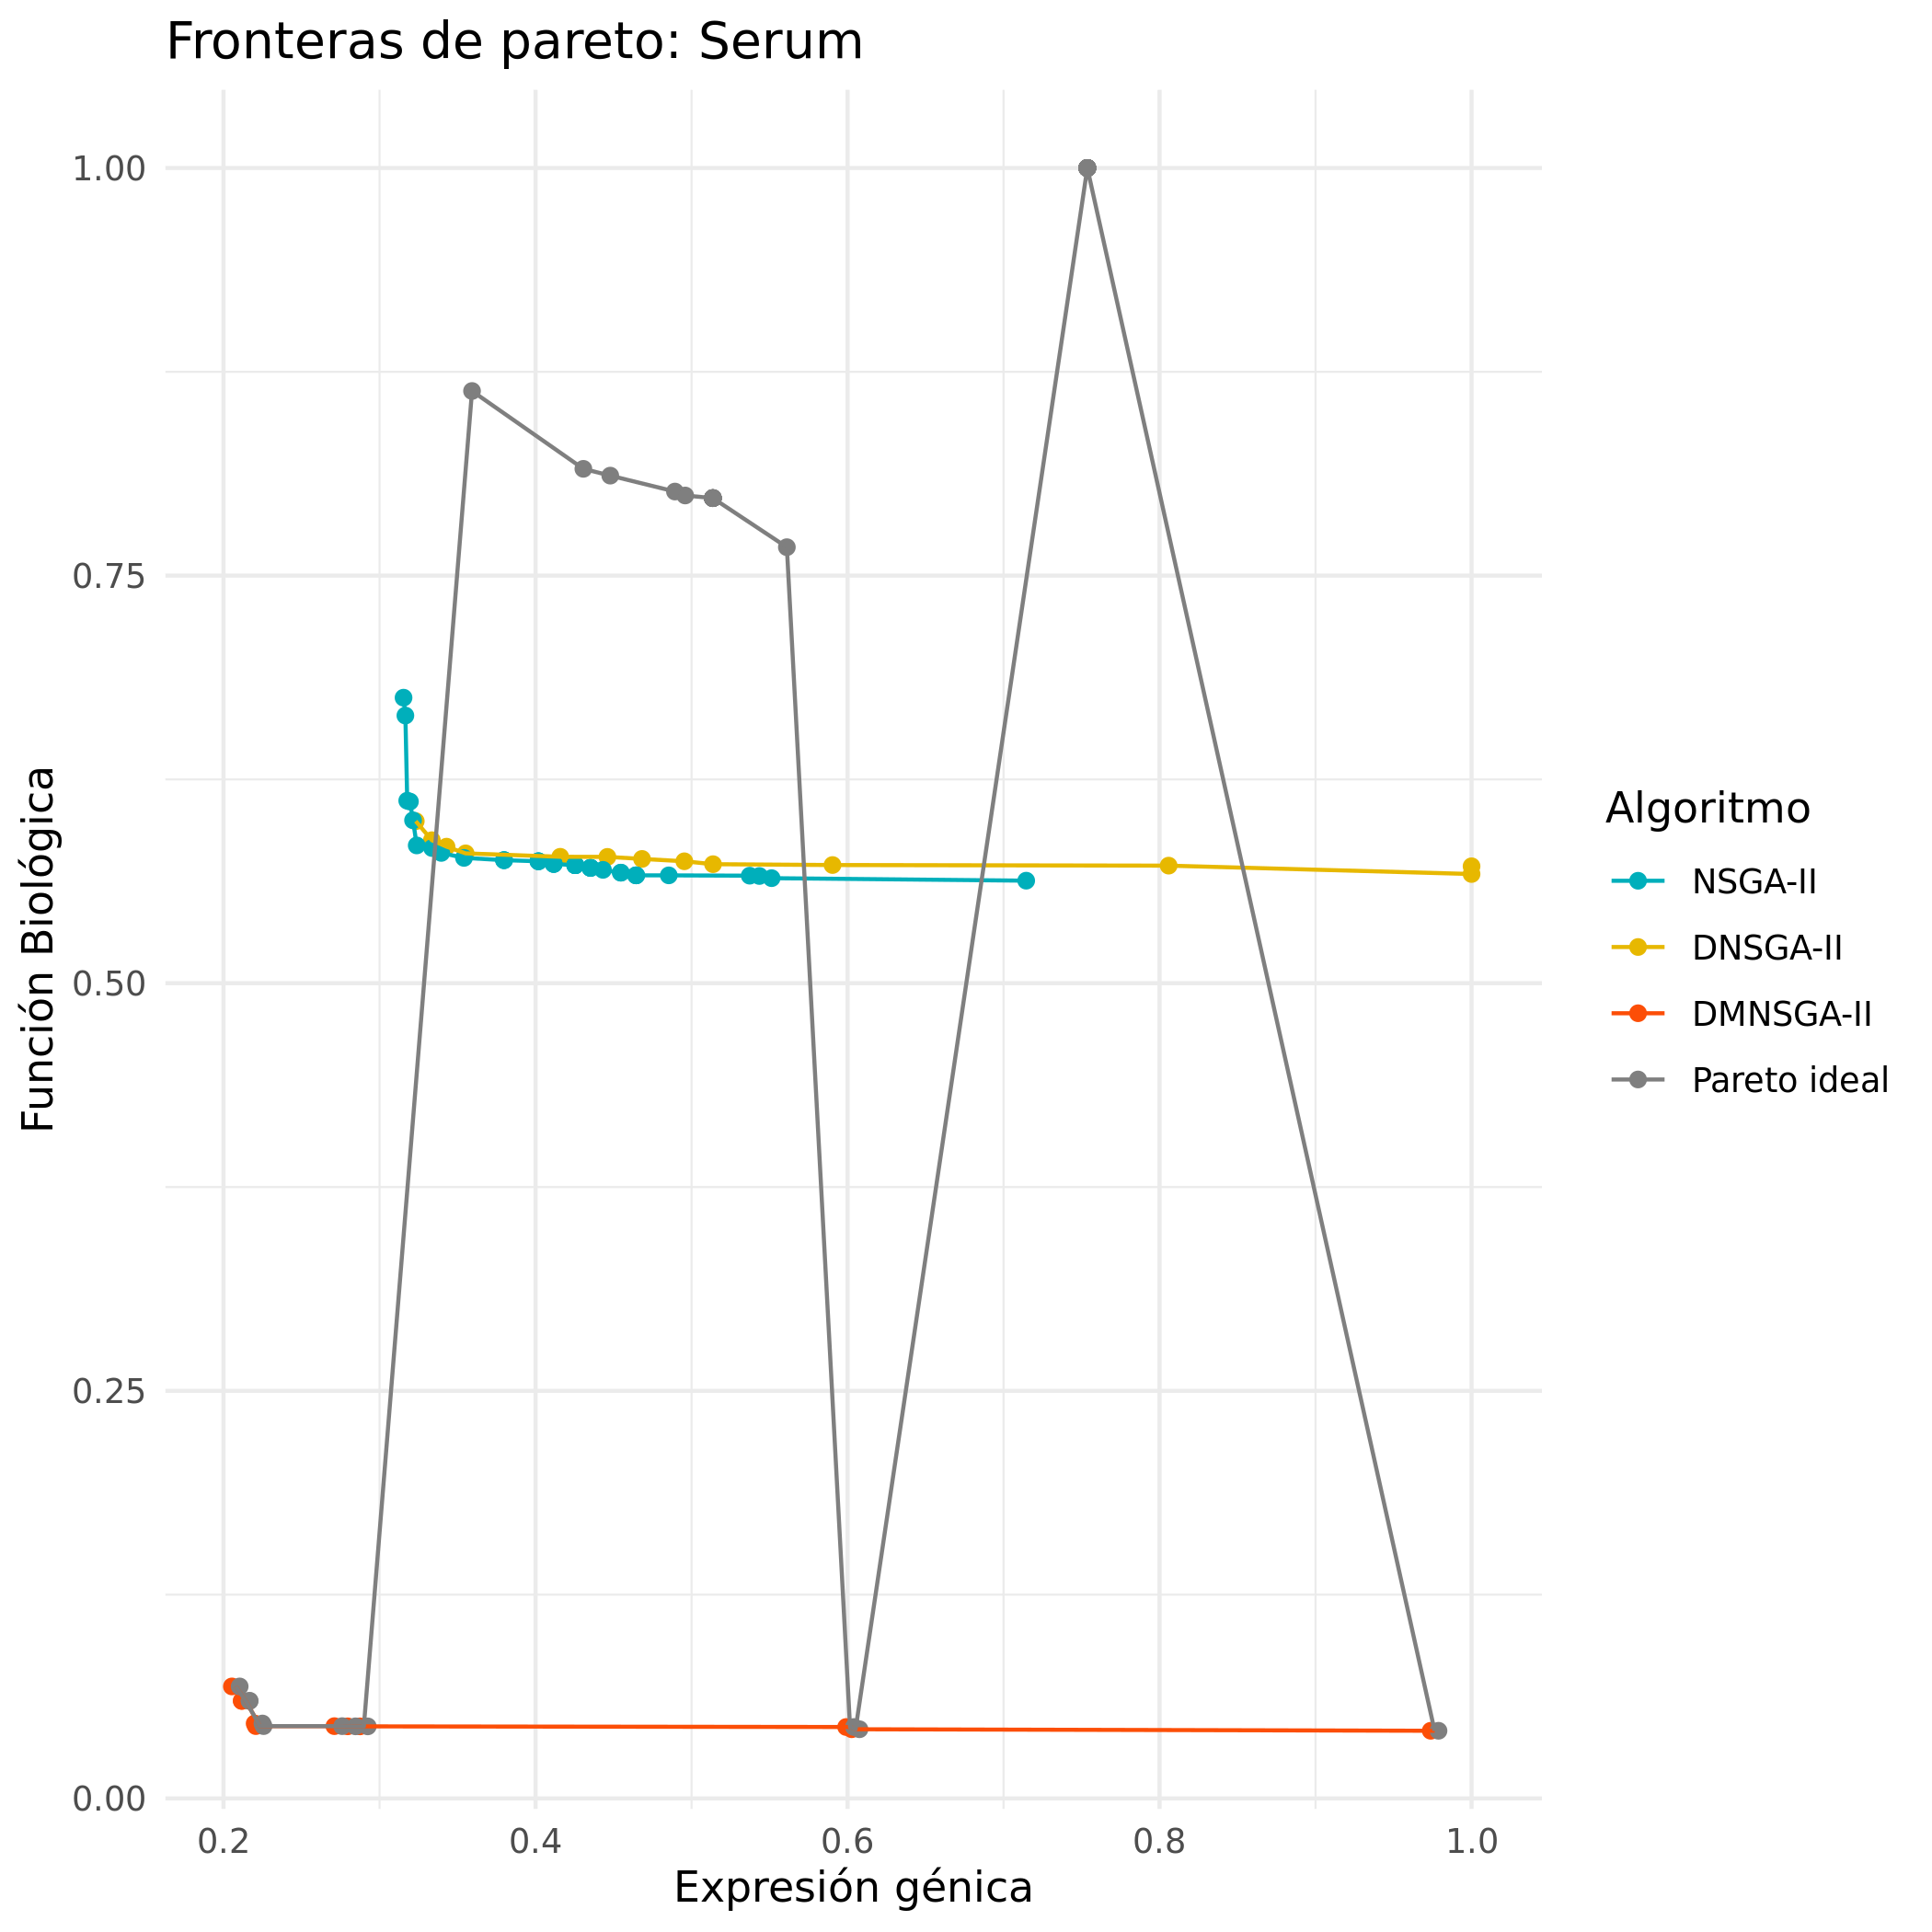 Fronteras de pareto: Serum
1.00
0.75
0.50
0.25
0.00
Función Biológica
0.2
0.4
0.6
0.8
1.0
Expresión génica
Algoritmo
NSGA-II
DNSGA-II
DMNSGA-II
Pareto ideal